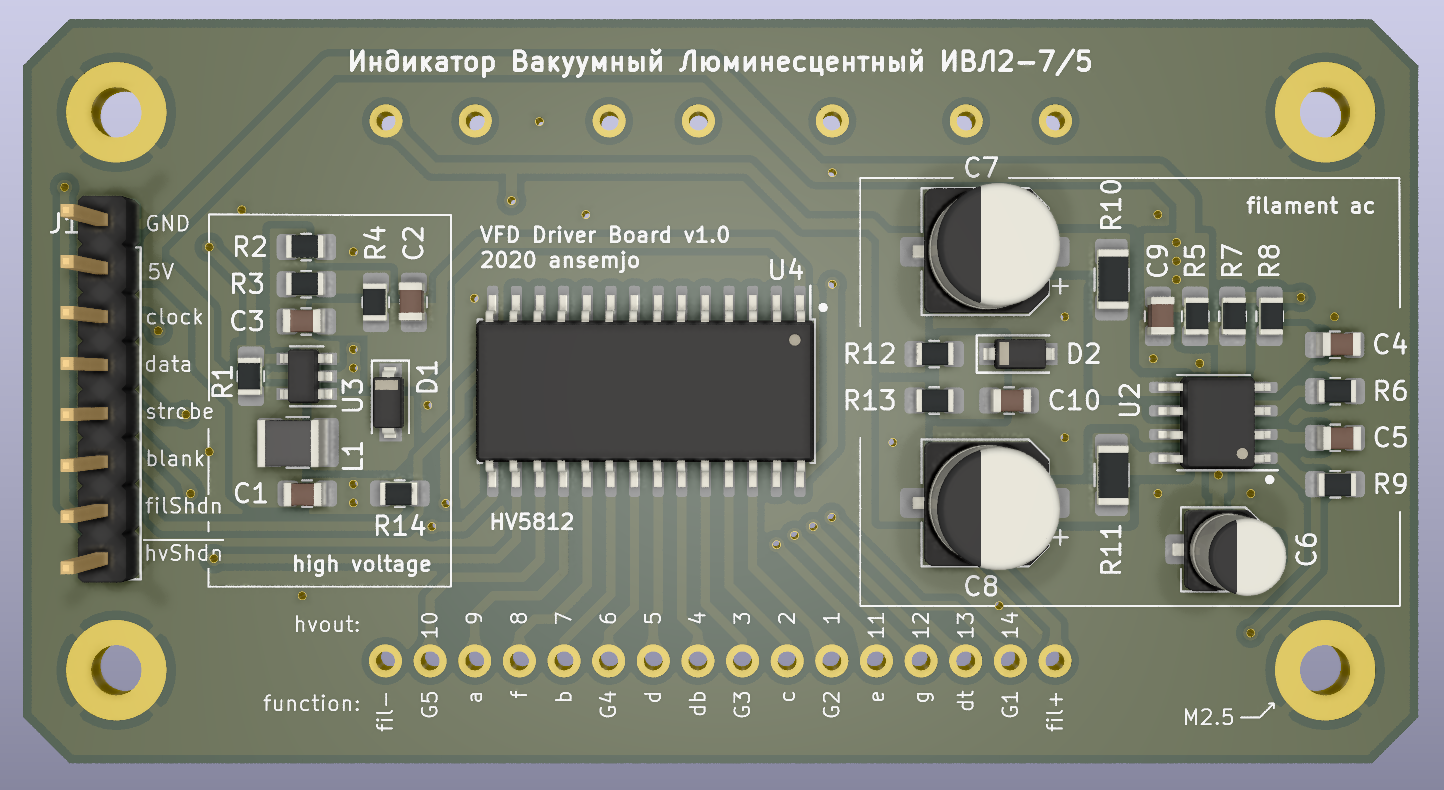 Индикатор Вакуумный Люминесцентный ИВЛ2-7/5
C7
R10
filament ac
J1
GND
5V
clock
data
strobe
blank
filShdn
hvShdn
R2
R3
C3
R4
C2
R1
U3
D1
L1
C1
R14
high voltage
VFD Driver Board v1.0
2020 ansemjo
U4
HV5812
+
C9
R5
R7
R8
R12
D2
R13
C10
U2
C4
R6
C5
R9
+
C8
R11
C6
hvout: 10 9 8 7 6 5 4 3 2 1 11 12 13 14
function: fil- G5 a f b G4 d db G3 c G2 e g dt G1 fil+
M2.5